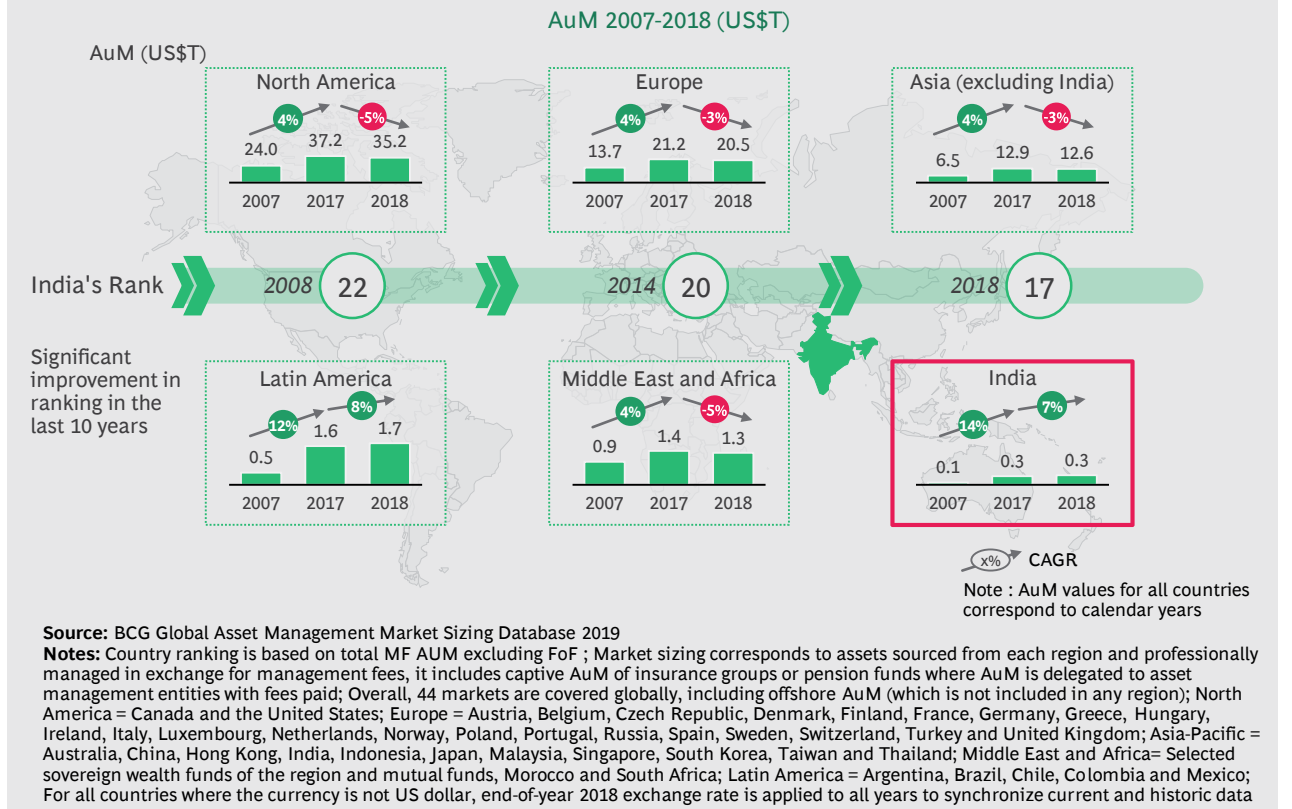 AuM 2007-2018 (US$T)
AuM (US$T)
North America
4%
-5%
24.0
37.2
35.2
2007
2017
2018
Europe
4%
-3%
13.7
21.2
20.5
2007
2017
2018
Asia (excluding India)
4%
-3%
6.5
12.9
12.6
2007
2017
2018
India's Rank
2008
22
2014
20
2018
17
Significant
improvement in
ranking in the
last 10 years
Latin America
12%
8%
0.5
1.6
1.7
2007
2017
2018
Middle East and Africa
4%
-5%
0.9
1.4
1.3
2007
2017
2018
India
14%
7%
0.1
0.3
0.3
2007
2017
2018
x%
CAGR
Note : AuM values for all countries
correspond to calendar years
Source: BCG Global Asset Management Market Sizing Database 2019
Notes: Country ranking is based on total MF AUM excluding FoF ; Market sizing corresponds to assets sourced from each region and professionally
managed in exchange for management fees, it includes captive AuM of insurance groups or pension funds where AuM is delegated to asset
management entities with fees paid; Overall, 44 markets are covered globally, including offshore AuM (which is not included in any region); North
America = Canada and the United States; Europe = Austria, Belgium, Czech Republic, Denmark, Finland, France, Germany, Greece, Hungary,
Ireland, Italy, Luxembourg, Netherlands, Norway, Poland, Portugal, Russia, Spain, Sweden, Switzerland, Turkey and United Kingdom; Asia-Pacific =
Australia, China, Hong Kong, India, Indonesia, Japan, Malaysia, Singapore, South Korea, Taiwan and Thailand; Middle East and Africa= Selected
sovereign wealth funds of the region and mutual funds, Morocco and South Africa; Latin America = Argentina, Brazil, Chile, Colombia and Mexico;
For all countries where the currency is not US dollar, end-of-year 2018 exchange rate is applied to all years to synchronize current and historic data